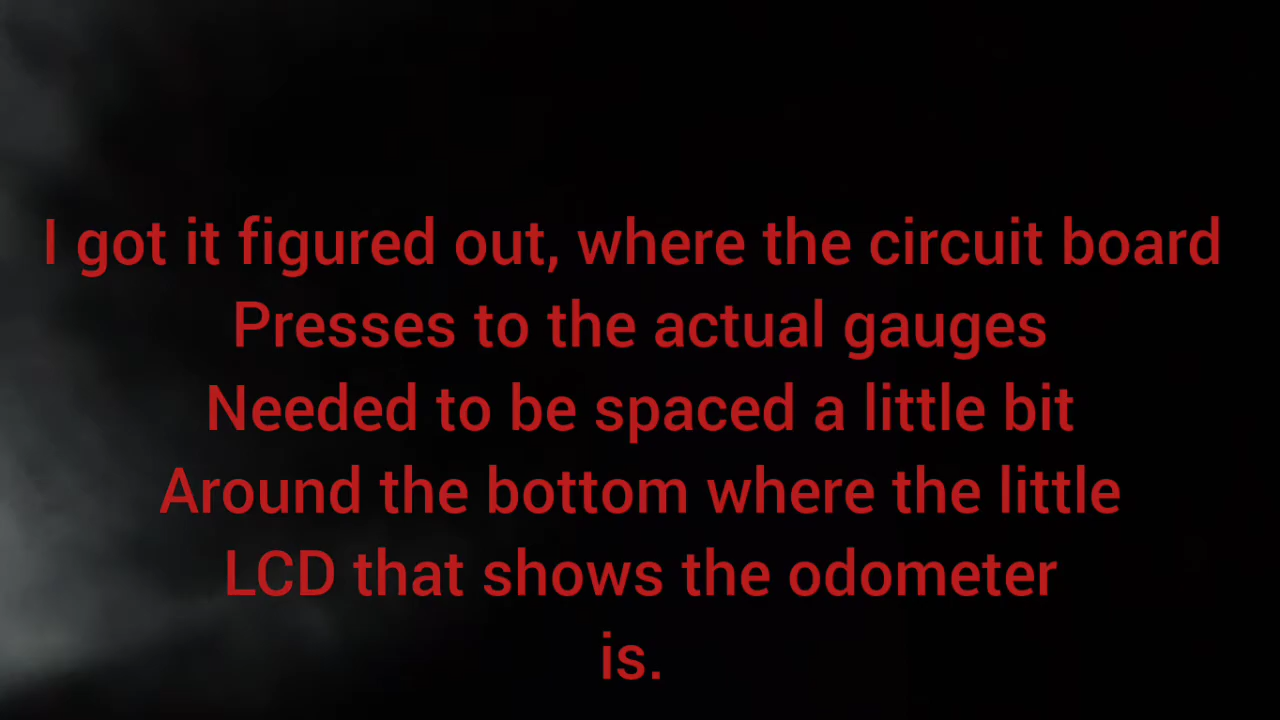 I got it figured out, where the circuit board
Presses to the actual gauges
Needed to be spaced a little bit
Around the bottom where the little
LCD that shows the odometer
is.